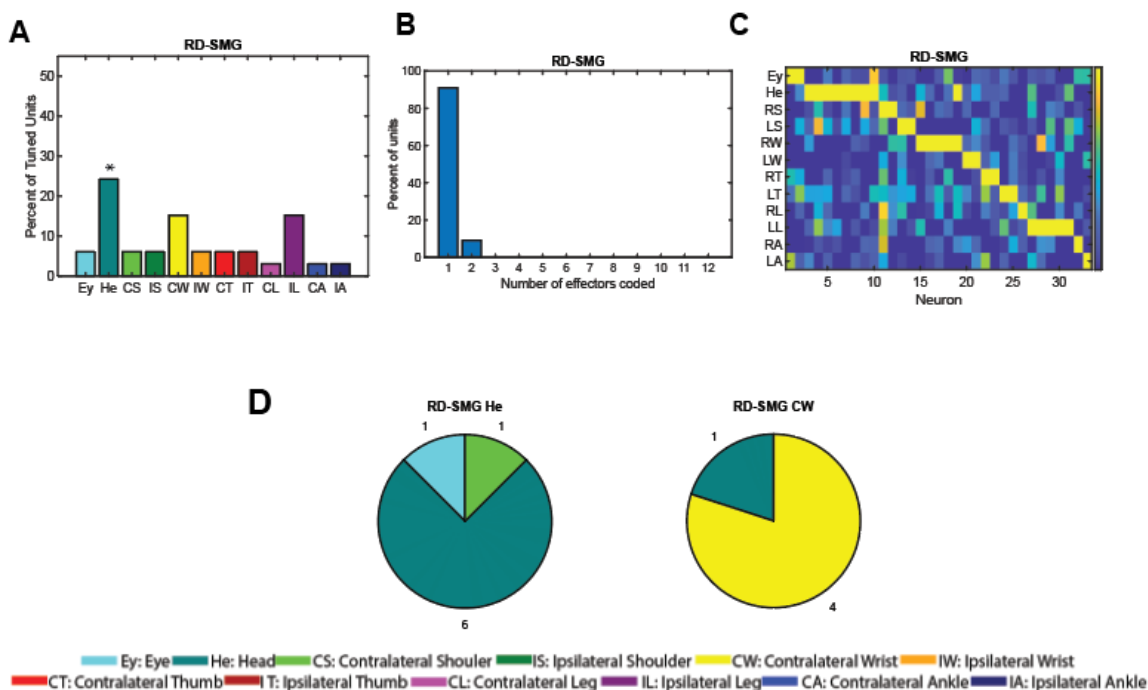 A
RD-SMG
Percent of Tuned Units
50
40
30
20
10
0
*
Ey He CS IS CW IW CT IT CL IL CA IA
B
RD-SMG
Percent of units
100
80
60
40
20
0
1 2 3 4 5 6 7 8 9 10 11 12
Number of effectors coded
C
RD-SMG
Ey
He
RS
LS
RW
LW
RT
LT
RL
LL
RA
LA
5 10 15 20 25 30
Neuron
D
RD-SMG He
1 1
6
RD-SMG CW
1
4
Ey: Eye He: Head CS: Contralateral Shouler IS: Ipsilateral Shoulder CW: Contralateral Wrist IW: Ipsilateral Wrist
CT: Contralateral Thumb IT: Ipsilateral Thumb CL: Contralateral Leg IL: Ipsilateral Leg CA: Contralateral Ankle IA: Ipsilateral Ankle